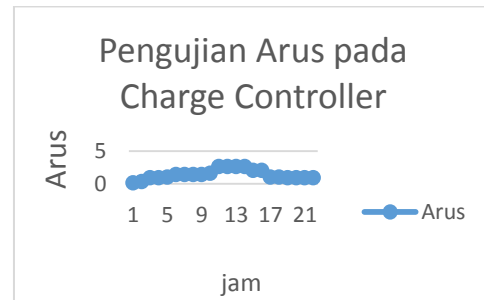 Pengujian Arus pada
Charge Controller
Arus
5
0
1 5 9 13 17 21
Arus
jam